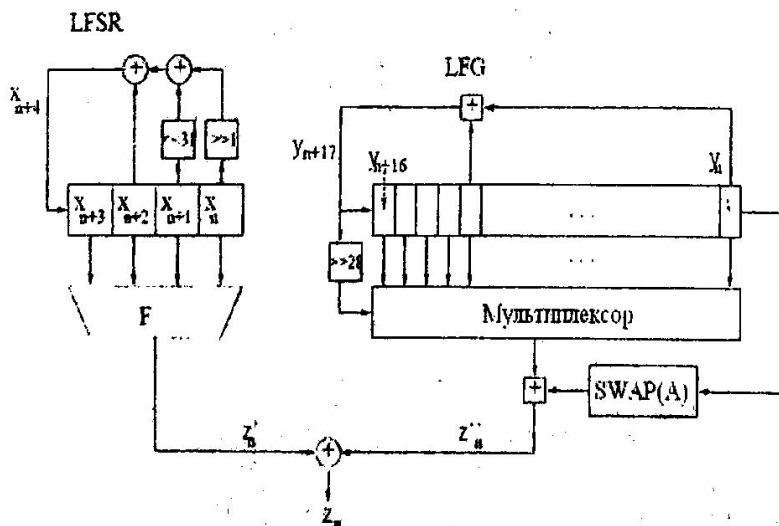 LFSR
LFG
x n+4
+
+
+
>>1
y n+17
y n+16
y n
x n+3
x n+2
x n+1
x n
. . .
>>28
. . .
F
Мультиплексор
+
SWAP(A)
z' n
z'' n
+
z n